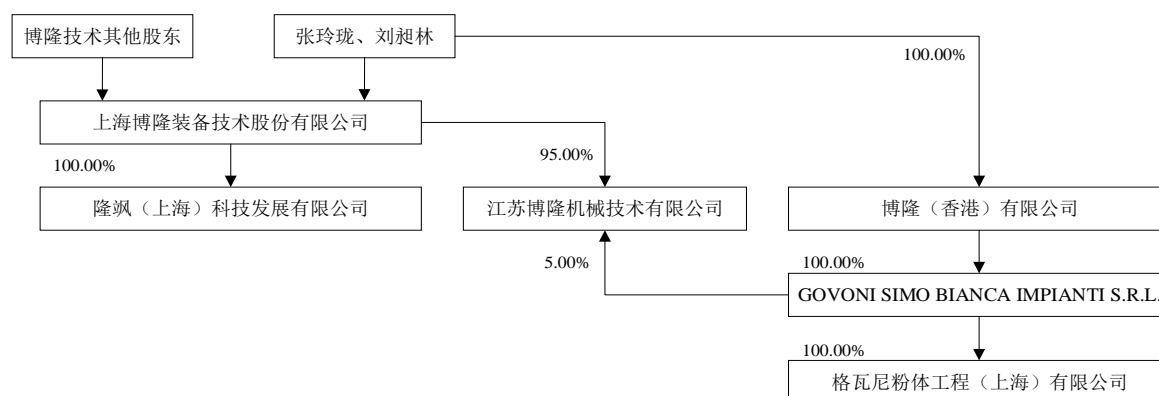 博隆技术其他股东
张玲珑、刘昶林
100.00%
上海博隆装备技术股份有限公司
100.00%
95.00%
隆飒（上海）科技发展有限公司
江苏博隆机械技术有限公司
博隆（香港）有限公司
5.00%
100.00%
GOVONI SIMO BIANCA IMPIANTI S.R.L.
100.00%
格瓦尼粉体工程（上海）有限公司